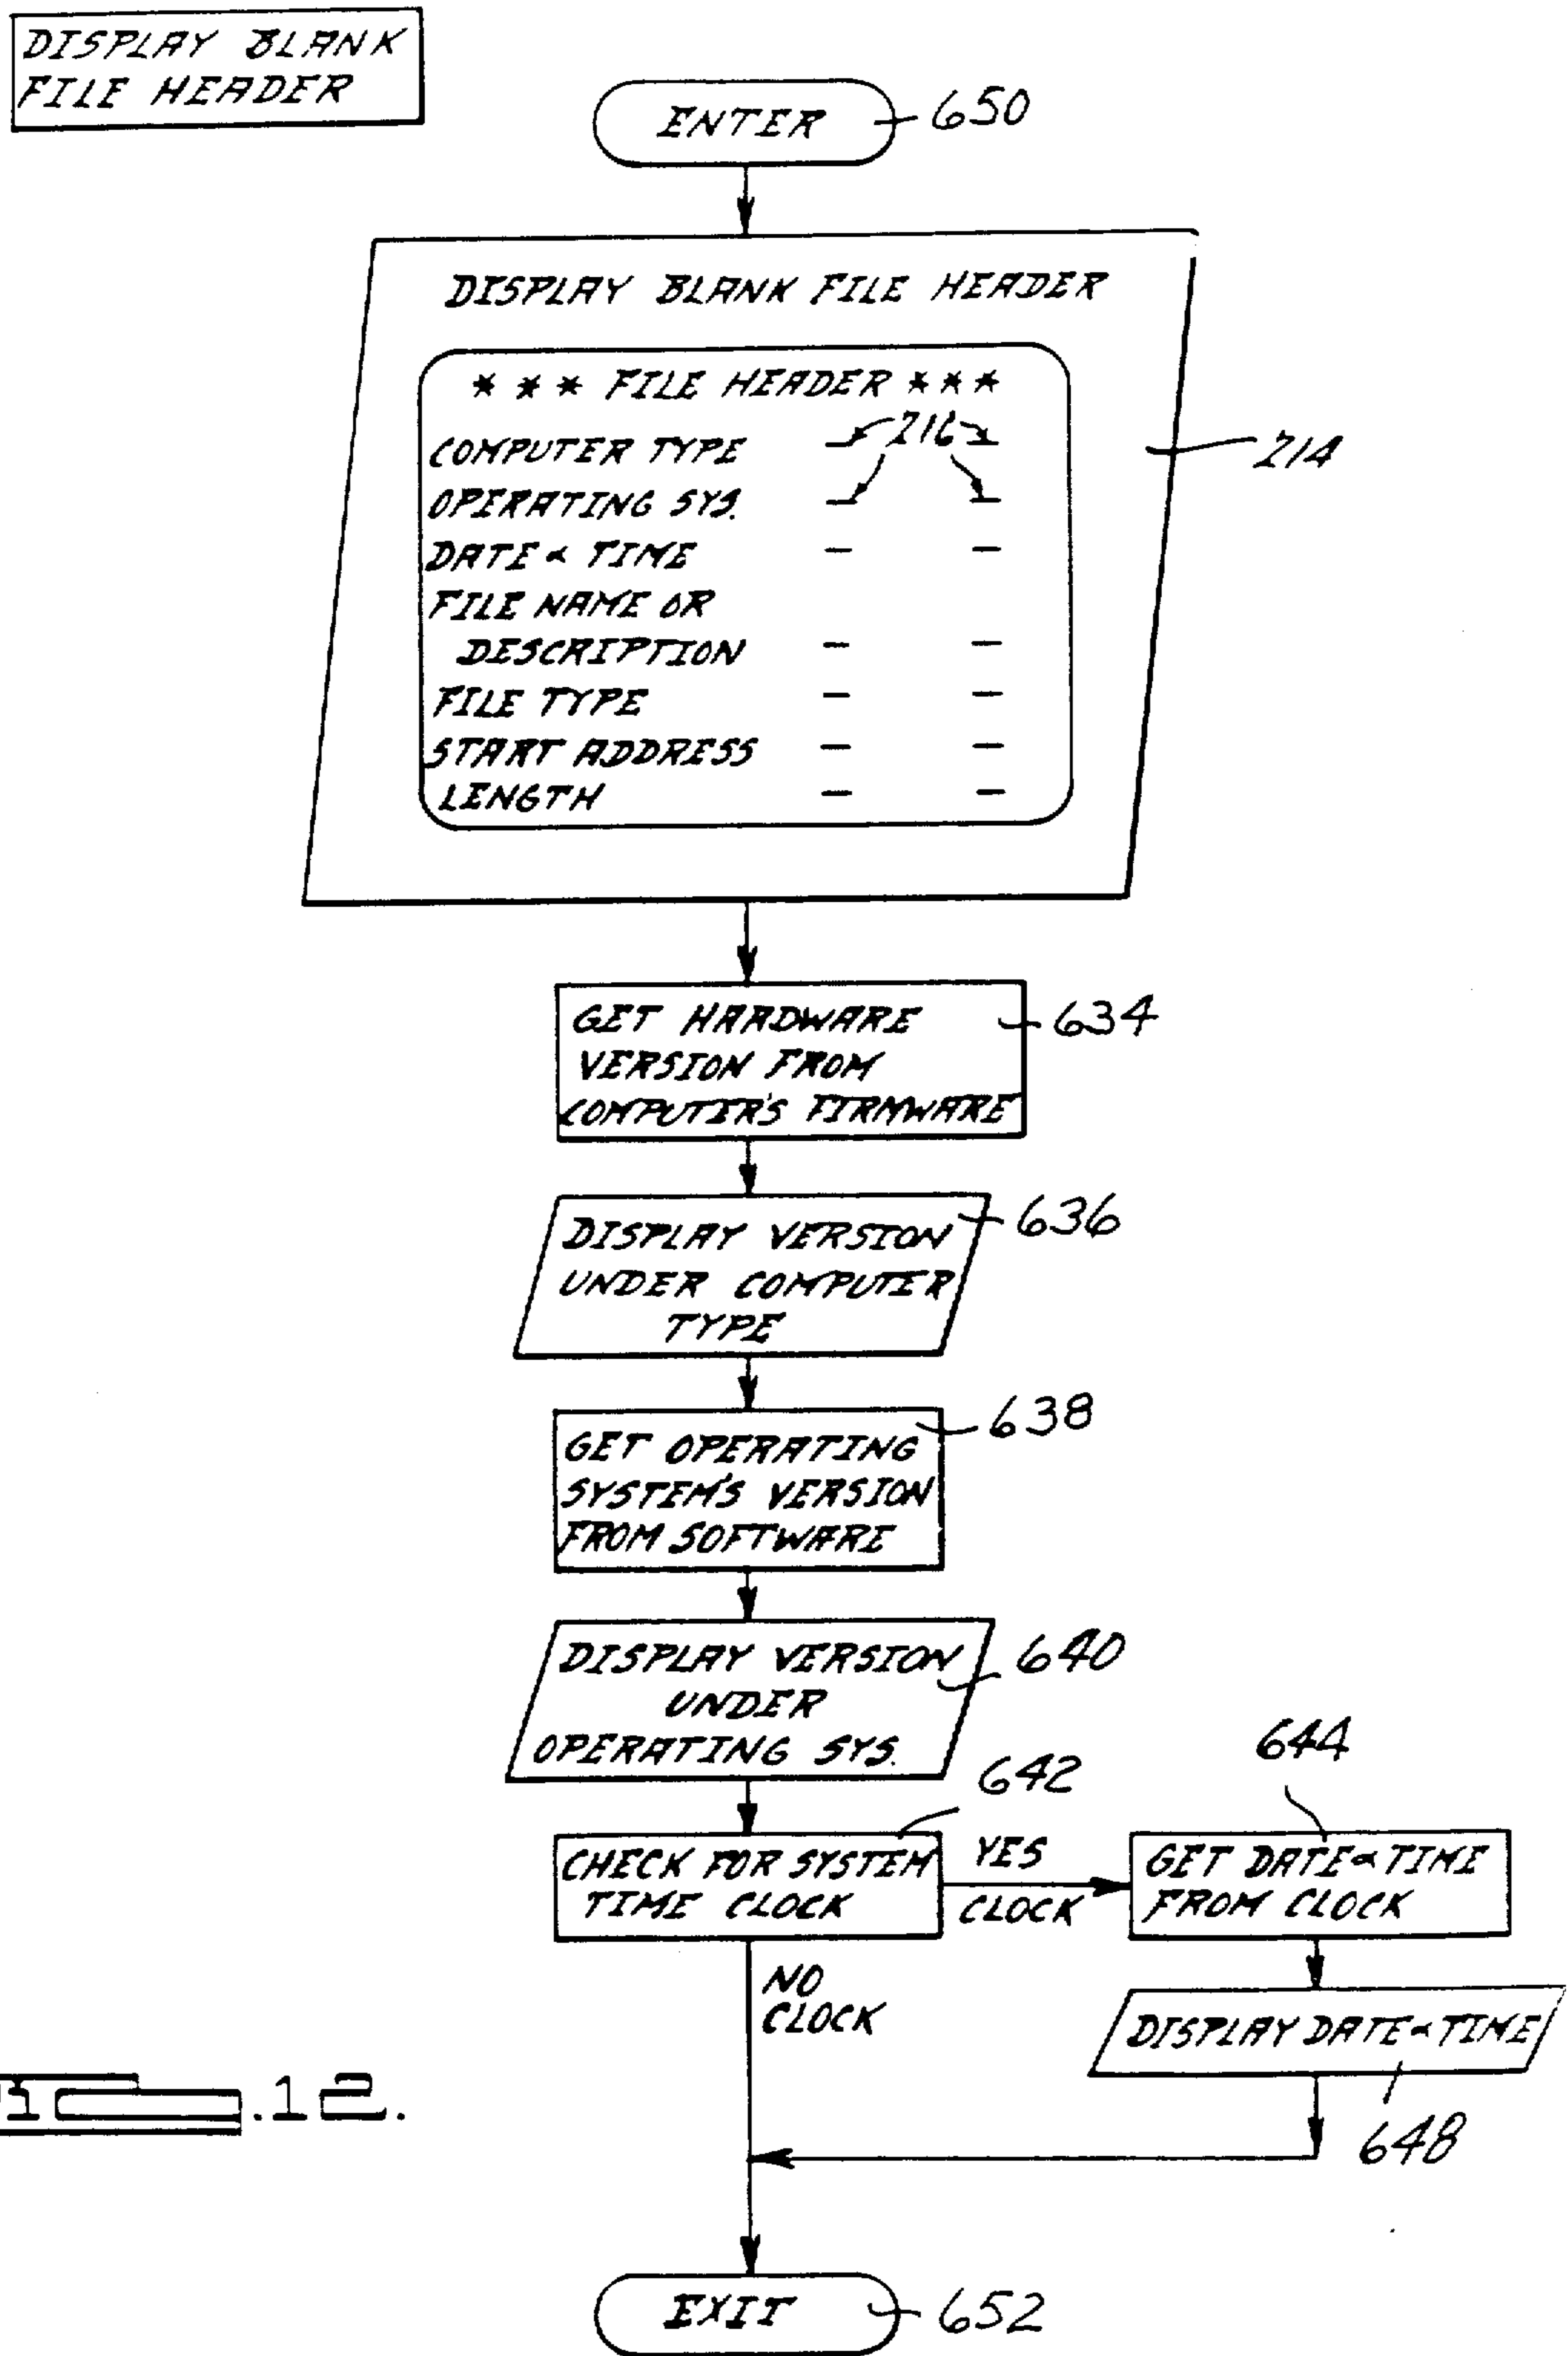 DISPLAY BLANK
FILE HEADER
ENTER 650
DISPLAY BLANK FILE HEADER
* * * FILE HEADER * * *
COMPUTER TYPE — 216 —
OPERATING SYS. — —
DATE & TIME — —
FILE NAME OR
DESCRIPTION — —
FILE TYPE — —
START ADDRESS — —
LENGTH — —
214
GET HARDWARE 634
VERSION FROM
COMPUTER'S FIRMWARE
DISPLAY VERSION 636
UNDER COMPUTER
TYPE
GET OPERATING 638
SYSTEM'S VERSION
FROM SOFTWARE
DISPLAY VERSION 640
UNDER
OPERATING SYS.
642
CHECK FOR SYSTEM
TIME CLOCK
YES
CLOCK
644
GET DATE & TIME
FROM CLOCK
NO
CLOCK
DISPLAY DATE & TIME
648
.12.
EXIT 652